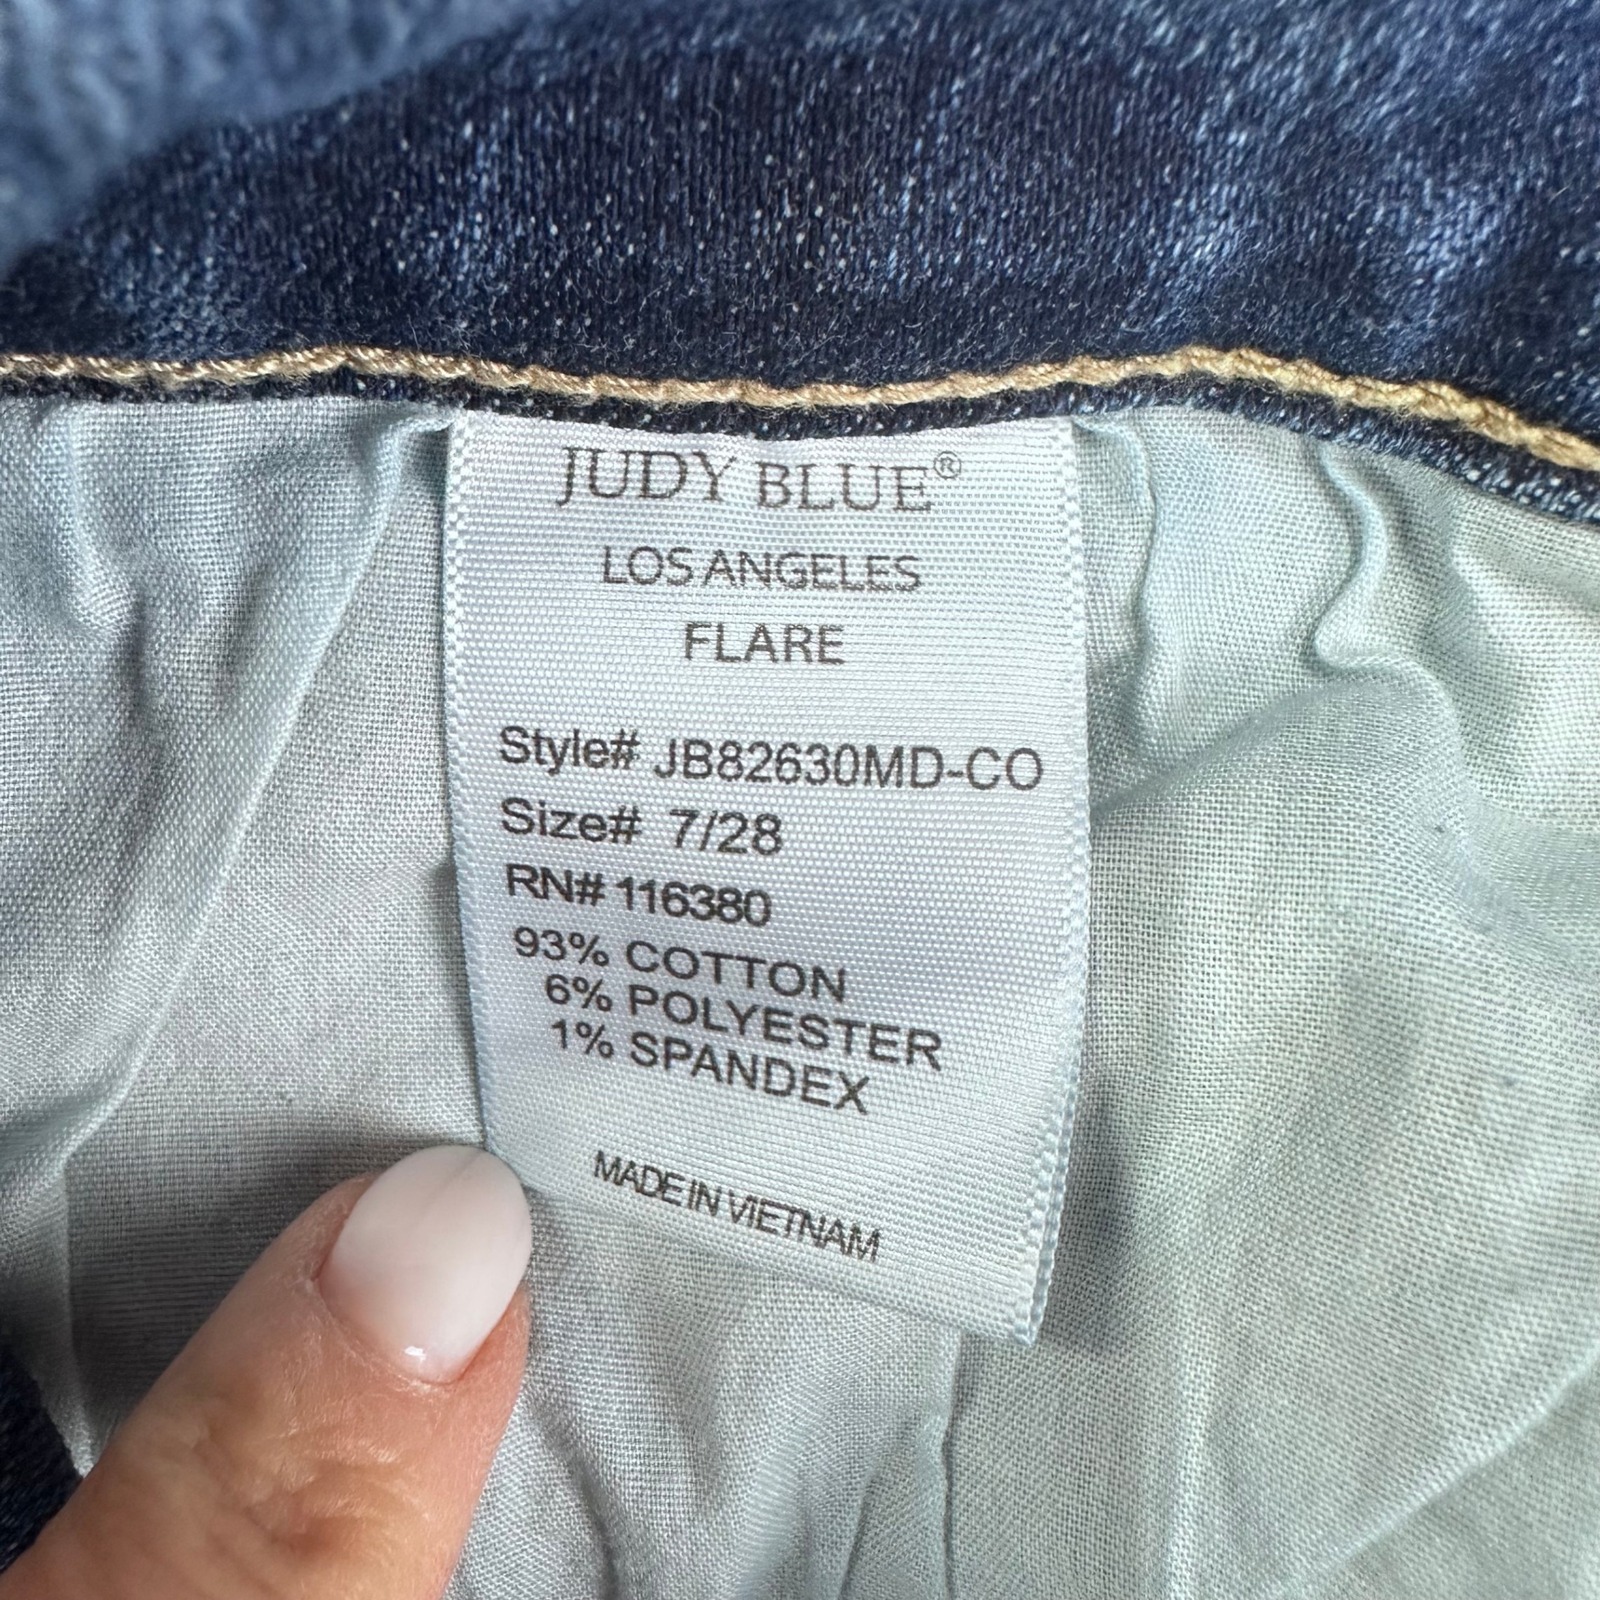 JUDY BLUE®
LOS ANGELES
FLARE
Style# JB82630MD-CO
Size# 7/28
RN# 116380
93% COTTON
6% POLYESTER
1% SPANDEX
MADE IN VIETNAM